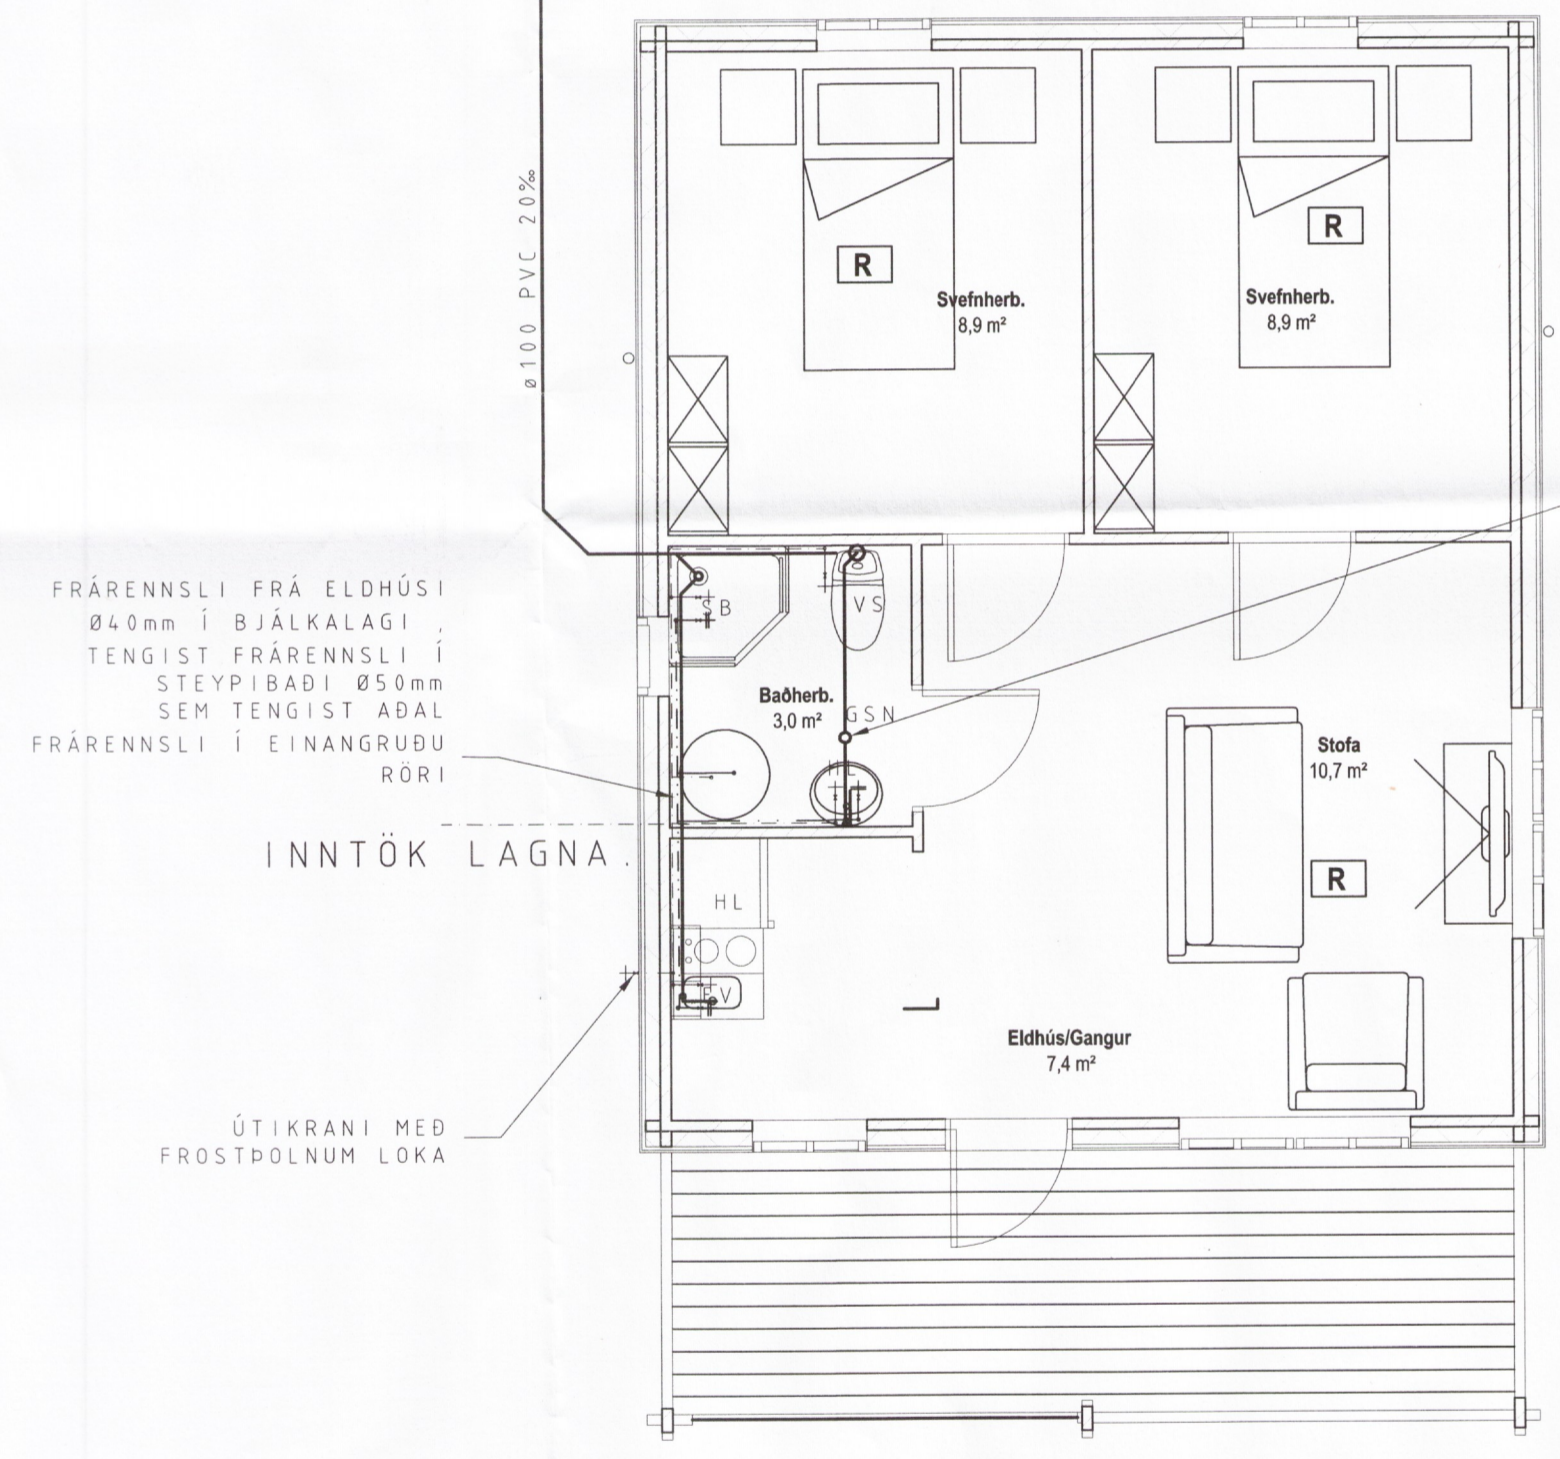 ø100 PVC 20‰
R
Svefnherb.
8,9 m²
R
Svefnherb.
8,9 m²
FRÁRENNSLI FRÁ ELDHÚSI
Ø40mm Í BJÁLKALAGI ,
TENGIST FRÁRENNSLI Í
STEYPIBAÐI Ø50mm
SEM TENGIST AÐAL
FRÁRENNSLI Í EINANGRUÐU
RÖRI
SB
VS
Baðherb.
3,0 m²
GSN
HL
Stofa
10,7 m²
R
INNTÖK LAGNA.
HL
EV
Eldhús/Gangur
7,4 m²
ÚTIKRANI MEÐ
FROSTÞOLNUM LOKA